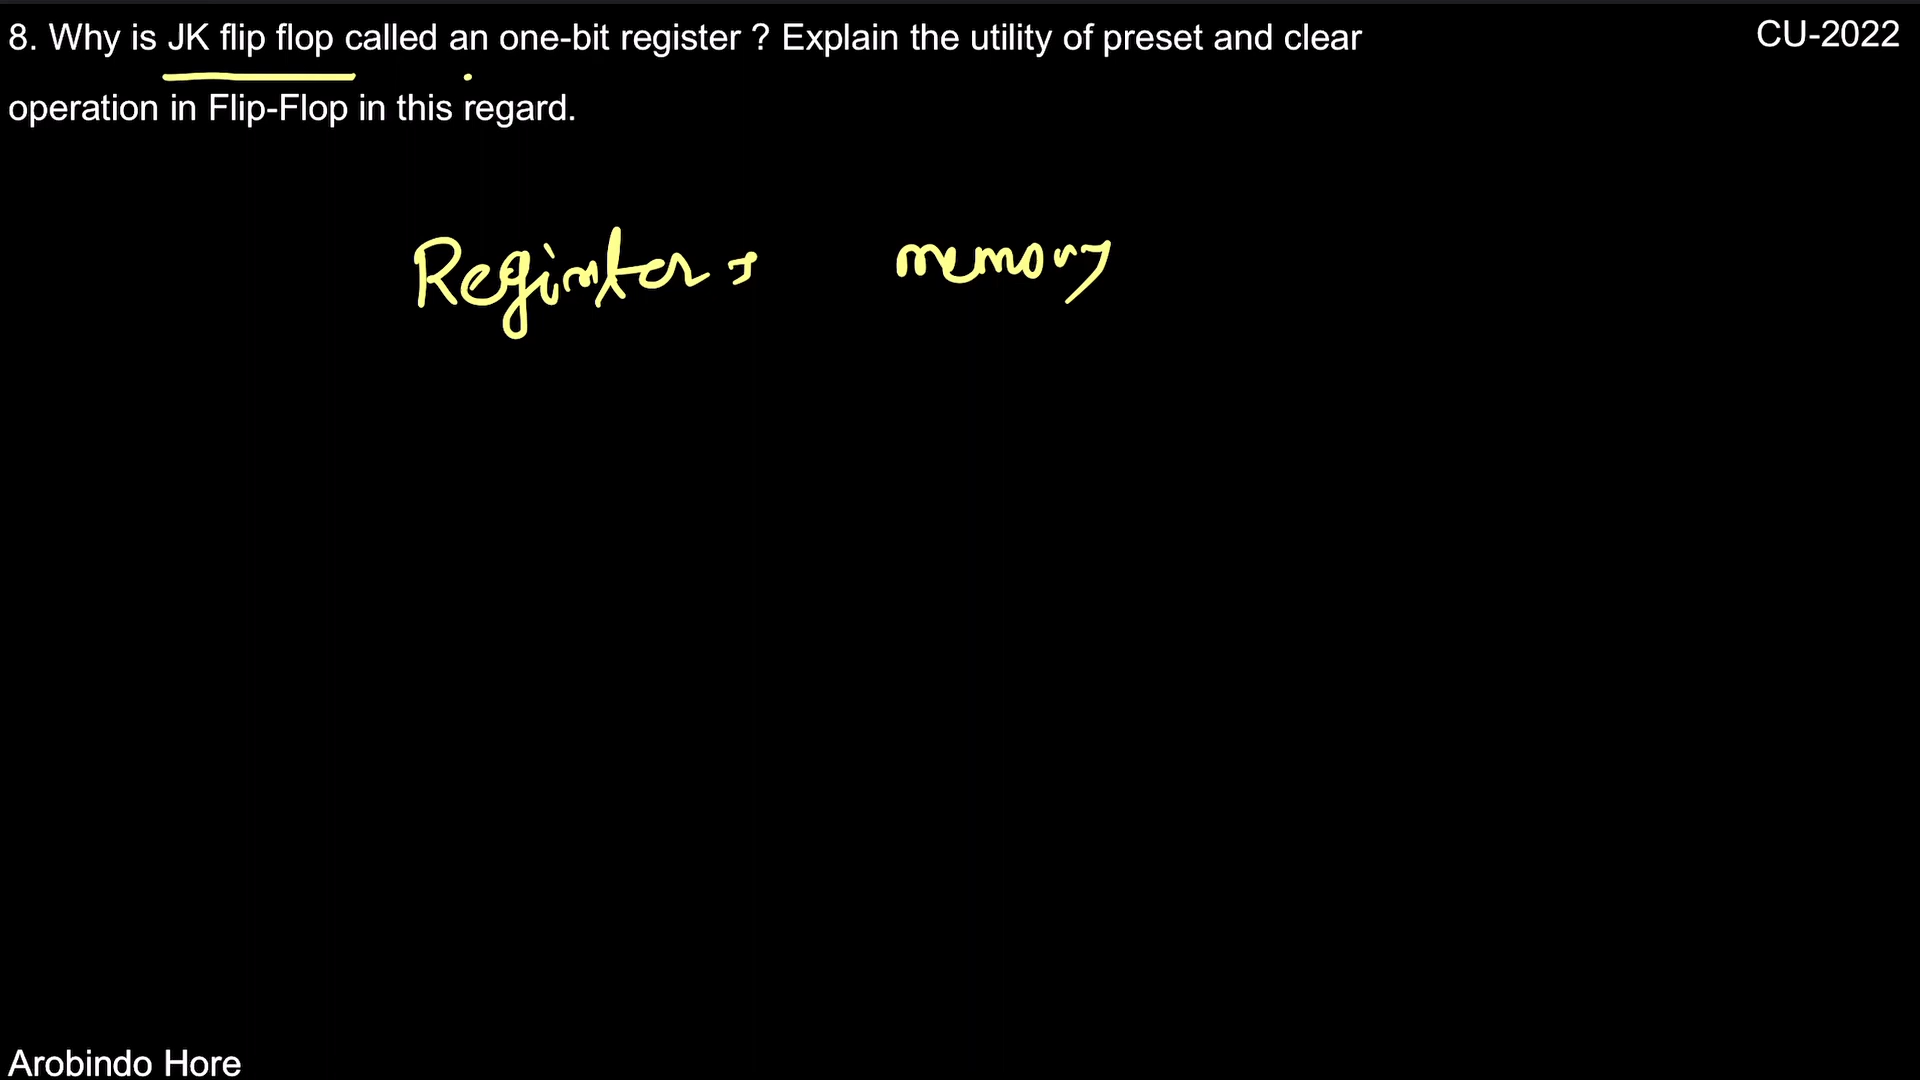 8. Why is JK flip flop called an one-bit register ? Explain the utility of preset and clear
CU-2022
operation in Flip-Flop in this regard.
Register → memory
Arobindo Hore